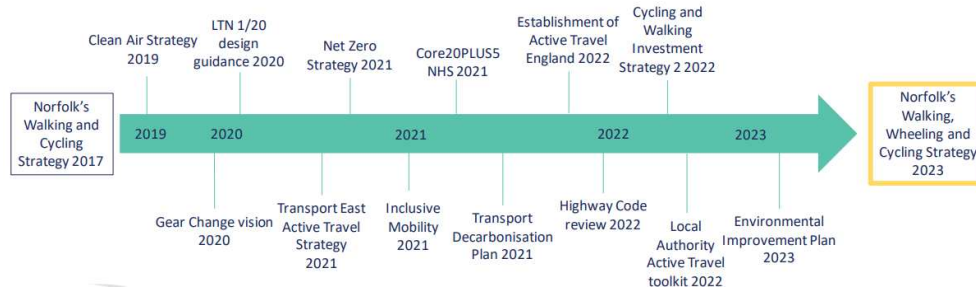 Clean Air Strategy
2019
LTN 1/20
design
guidance 2020
Net Zero
Strategy 2021
Core20PLUS5
NHS 2021
Establishment of
Active Travel
England 2022
Cycling and
Walking
Investment
Strategy 2 2022
Norfolk's
Walking and
Cycling
Strategy 2017
2019
2020
2021
2022
2023
Norfolk's
Walking,
Wheeling and
Cycling Strategy
2023
Gear Change vision
2020
Transport East
Active Travel
Strategy
2021
Inclusive
Mobility
2021
Transport
Decarbonisation
Plan 2021
Highway Code
review 2022
Local
Authority
Active Travel
toolkit 2022
Environmental
Improvement Plan
2023